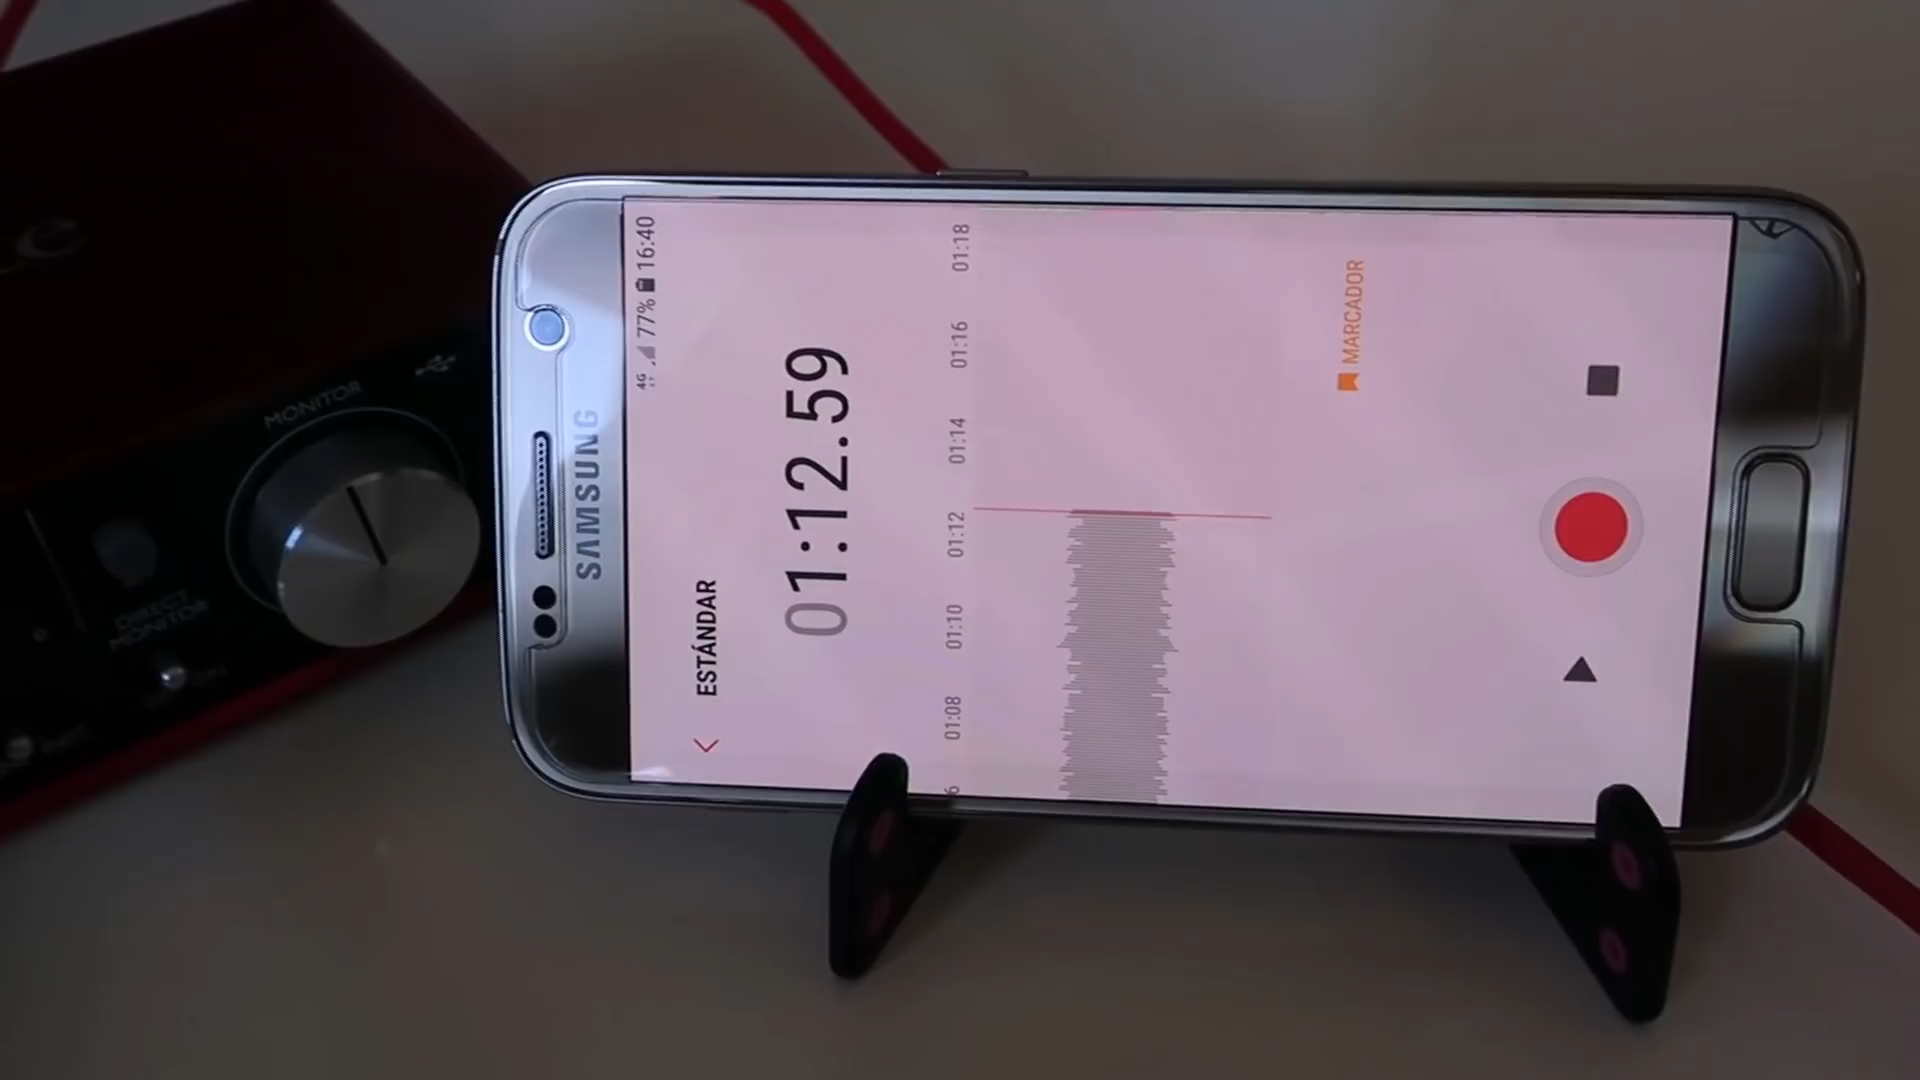 MONITOR
DIRECT
MONITOR
SAMSUNG
4G 77% 16:40
ESTÁNDAR
01:12.59
6 01:08 01:10 01:12 01:14 01:16 01:18
MARCADOR